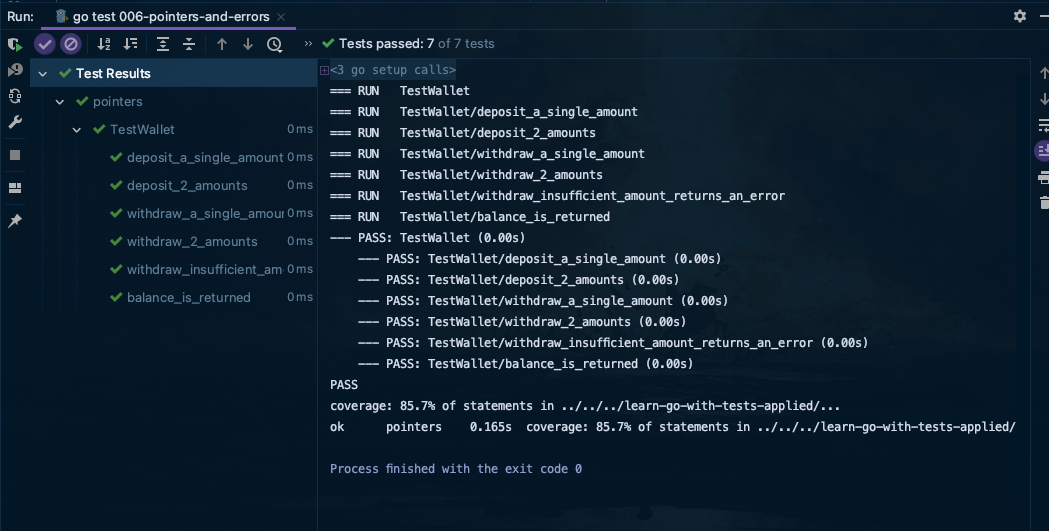 Run: go test 006-pointers-and-errors
Tests passed: 7 of 7 tests
Test Results
pointers
TestWallet 0 ms
deposit_a_single_amount 0 ms
deposit_2_amounts 0 ms
withdraw_a_single_amour 0 ms
withdraw_2_amounts 0 ms
withdraw_insufficient_am 0 ms
balance_is_returned 0 ms
<3 go setup calls>
=== RUN   TestWallet
=== RUN   TestWallet/deposit_a_single_amount
=== RUN   TestWallet/deposit_2_amounts
=== RUN   TestWallet/withdraw_a_single_amount
=== RUN   TestWallet/withdraw_2_amounts
=== RUN   TestWallet/withdraw_insufficient_amount_returns_an_error
=== RUN   TestWallet/balance_is_returned
--- PASS: TestWallet (0.00s)
    --- PASS: TestWallet/deposit_a_single_amount (0.00s)
    --- PASS: TestWallet/deposit_2_amounts (0.00s)
    --- PASS: TestWallet/withdraw_a_single_amount (0.00s)
    --- PASS: TestWallet/withdraw_2_amounts (0.00s)
    --- PASS: TestWallet/withdraw_insufficient_amount_returns_an_error (0.00s)
    --- PASS: TestWallet/balance_is_returned (0.00s)
PASS
coverage: 85.7% of statements in ../../../learn-go-with-tests-applied/...
ok      pointers    0.165s  coverage: 85.7% of statements in ../../../learn-go-with-tests-applied/
Process finished with the exit code 0